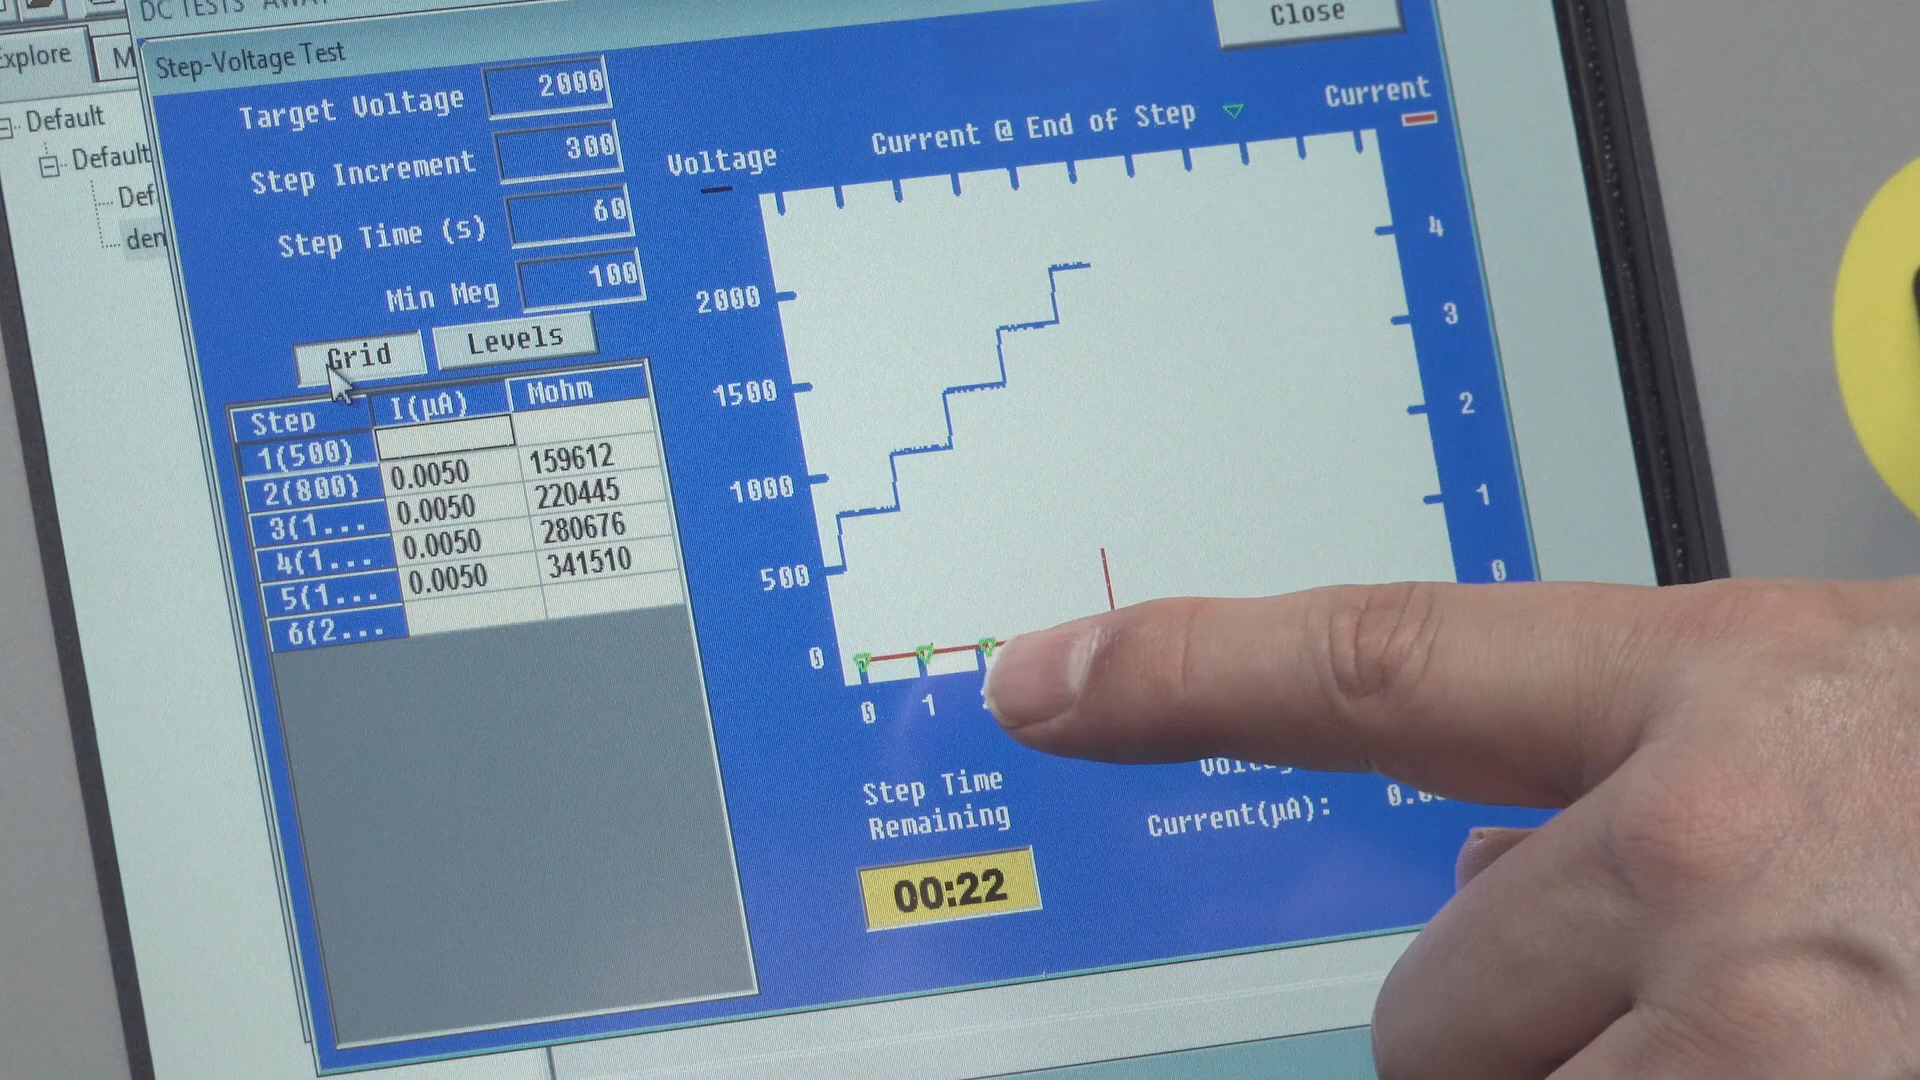 DC TESTS
Explore
Default
Default
Step-Voltage Test
Close
Target Voltage 2000
Step Increment 300
Step Time (s) 60
Min Meg 100
Grid
Levels
Step I(µA) Mohm
1(500)
2(800) 0.0050 159612
3(1... 0.0050 220445
4(1... 0.0050 280676
5(1... 0.0050 341510
6(2...
Voltage
Current @ End of Step
Current
2000
1500
1000
500
0
4
3
2
1
0
0 1
Step Time
Remaining
00:22
Current(µA):